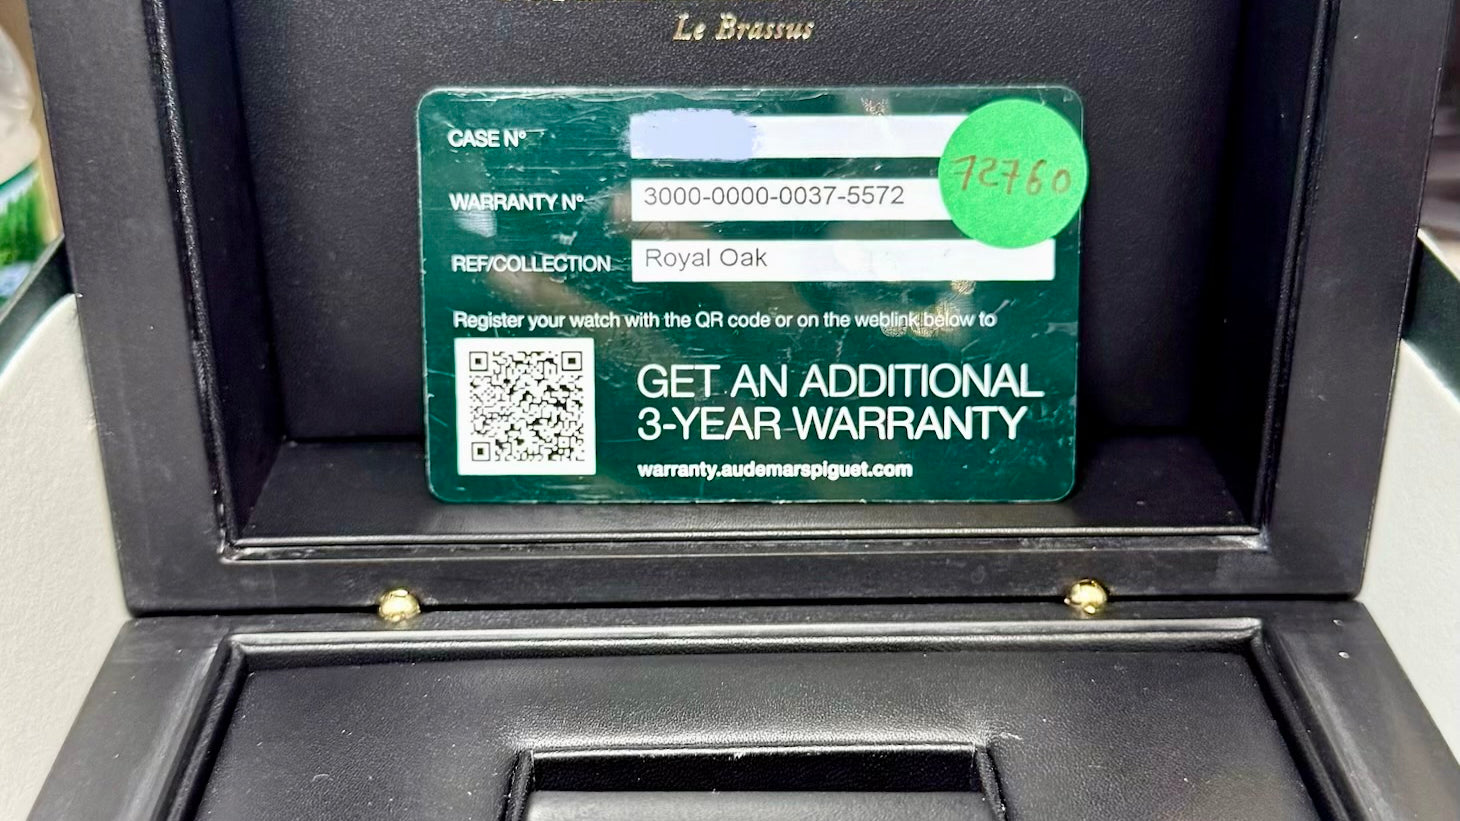 Le Brassus
CASE N°
WARRANTY N° 3000-0000-0037-5572
72760
REF/COLLECTION Royal Oak
Register your watch with the QR code or on the weblink below to
GET AN ADDITIONAL
3-YEAR WARRANTY
warranty.audemarspiguet.com